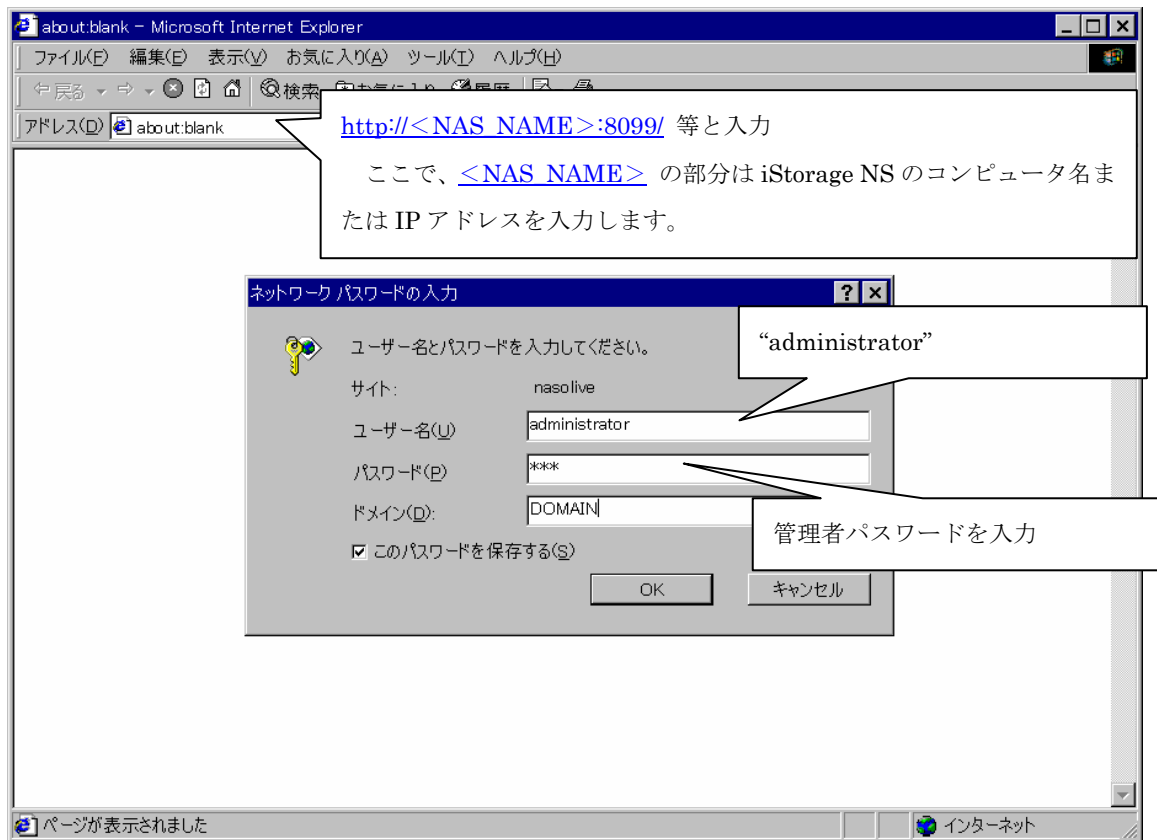 about:blank − Microsoft Internet Explorer
ファイル(F) 編集(E) 表示(V) お気に入り(A) ツール(T) ヘルプ(H)
戻る 検索
アドレス(D) about:blank
http://<NAS_NAME>:8099/ 等と入力
ここで、<NAS_NAME> の部分は iStorage NS のコンピュータ名ま
たは IP アドレスを入力します。
ネットワーク パスワードの入力
ユーザー名とパスワードを入力してください。
“administrator”
サイト: nasolive
ユーザー名(U) administrator
パスワード(P) ***
ドメイン(D): DOMAIN
管理者パスワードを入力
このパスワードを保存する(S)
OK キャンセル
ページが表示されました インターネット